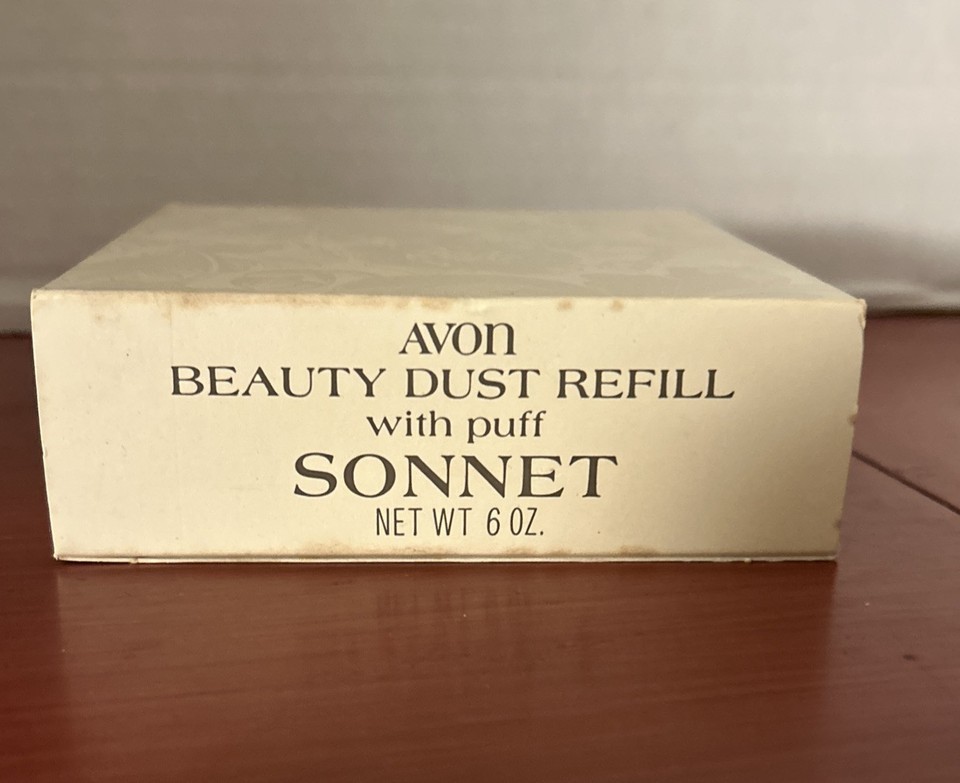 AVON
BEAUTY DUST REFILL
with puff
SONNET
NET WT 6 OZ.